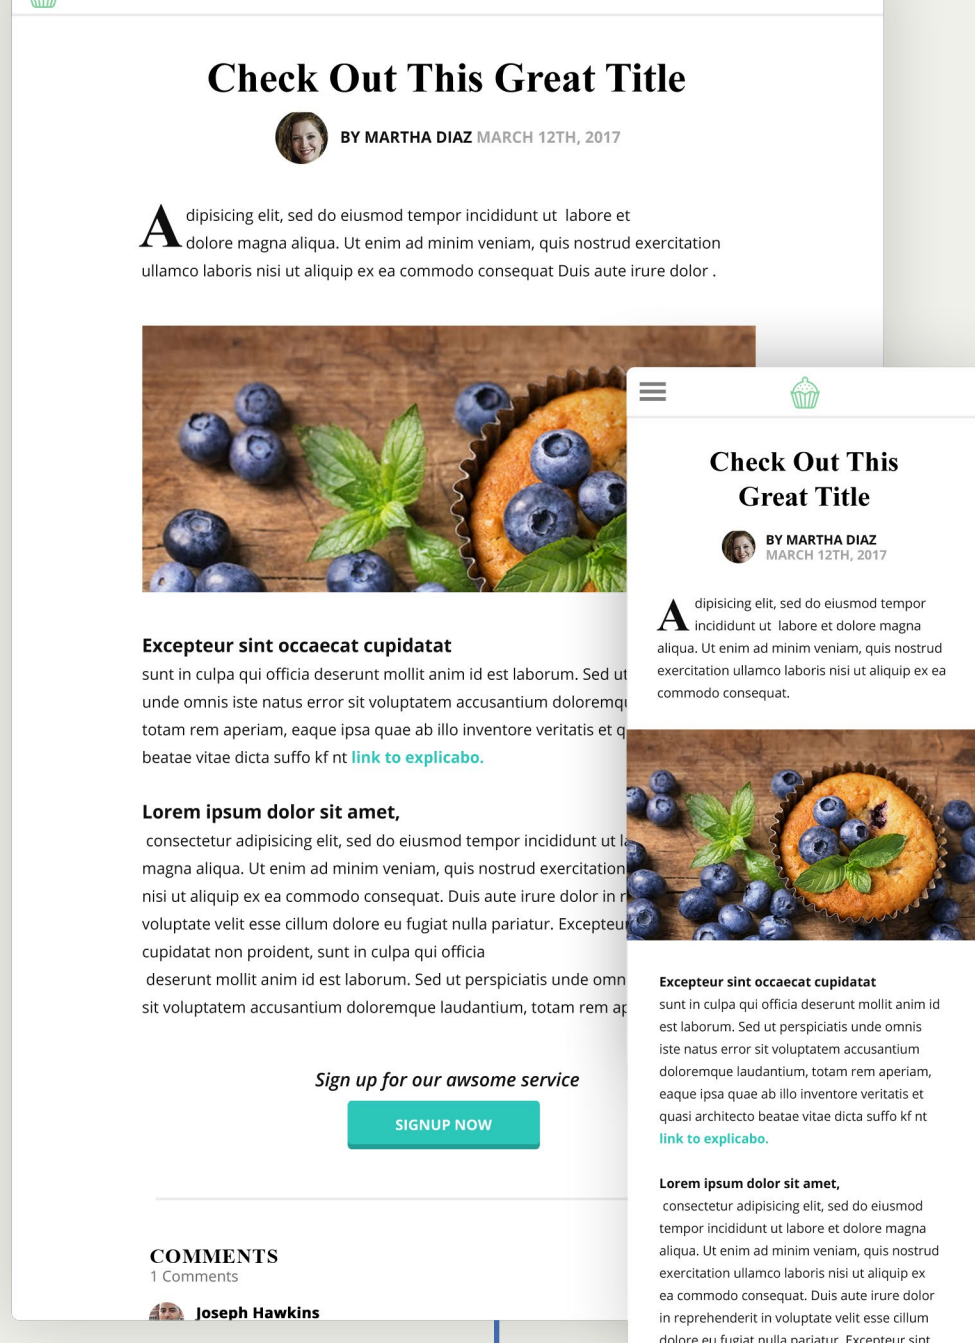 Check Out This Great Title
BY MARTHA DIAZ MARCH 12TH, 2017
Adipisicing elit, sed do eiusmod tempor incididunt ut labore et
dolore magna aliqua. Ut enim ad minim veniam, quis nostrud exercitation
ullamco laboris nisi ut aliquip ex ea commodo consequat Duis aute irure dolor .
Excepteur sint occaecat cupidatat
sunt in culpa qui officia deserunt mollit anim id est laborum. Sed ut
unde omnis iste natus error sit voluptatem accusantium
totam rem aperiam, eaque ipsa quae ab illo inventore veritatis et
beatae vitae dicta suffo kf nt link to explicabo.
Lorem ipsum dolor sit amet,
consectetur adipisicing elit, sed do eiusmod tempor incididunt ut
magna aliqua. Ut enim ad minim veniam, quis nostrud exercitation
nisi ut aliquip ex ea commodo consequat. Duis aute irure dolor in
voluptate velit esse cillum dolore eu fugiat nulla pariatur. Excepteur
cupidatat non proident, sunt in culpa qui officia
deserunt mollit anim id est laborum. Sed ut perspiciatis unde
sit voluptatem accusantium doloremque laudantium, totam rem
Sign up for our awsome service
SIGNUP NOW
COMMENTS
1 Comments
Joseph Hawkins
Check Out This
Great Title
BY MARTHA DIAZ
MARCH 12TH, 2017
Adipisicing elit, sed do eiusmod tempor
incididunt ut labore et dolore magna
aliqua. Ut enim ad minim veniam, quis nostrud
exercitation ullamco laboris nisi ut aliquip ex ea
commodo consequat.
Excepteur sint occaecat cupidatat
sunt in culpa qui officia deserunt mollit anim id
est laborum. Sed ut perspiciatis unde omnis
iste natus error sit voluptatem accusantium
doloremque laudantium, totam rem aperiam,
eaque ipsa quae ab illo inventore veritatis et
quasi architecto beatae vitae dicta suffo kf nt
link to explicabo.
Lorem ipsum dolor sit amet,
consectetur adipisicing elit, sed do eiusmod
tempor incididunt ut labore et dolore magna
aliqua. Ut enim ad minim veniam, quis nostrud
exercitation ullamco laboris nisi ut aliquip ex
ea commodo consequat. Duis aute irure dolor
in reprehenderit in voluptate velit esse cillum
dolore eu fugiat nulla pariatur. Excepteur sint